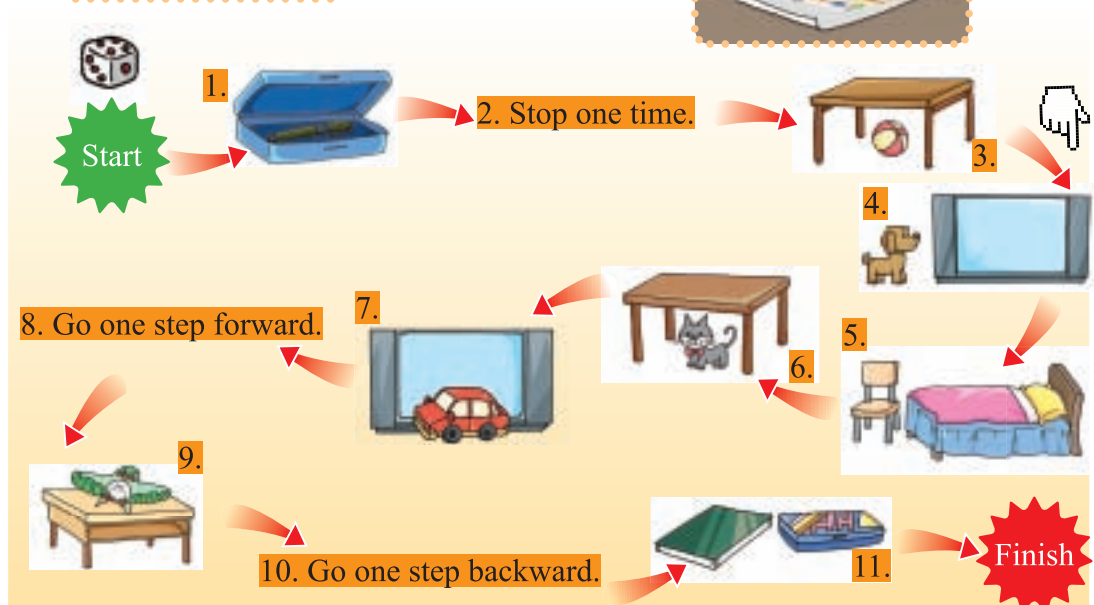 Start
1.
2. Stop one time.
3.
4.
5.
6.
7.
8. Go one step forward.
9.
10. Go one step backward.
11.
Finish